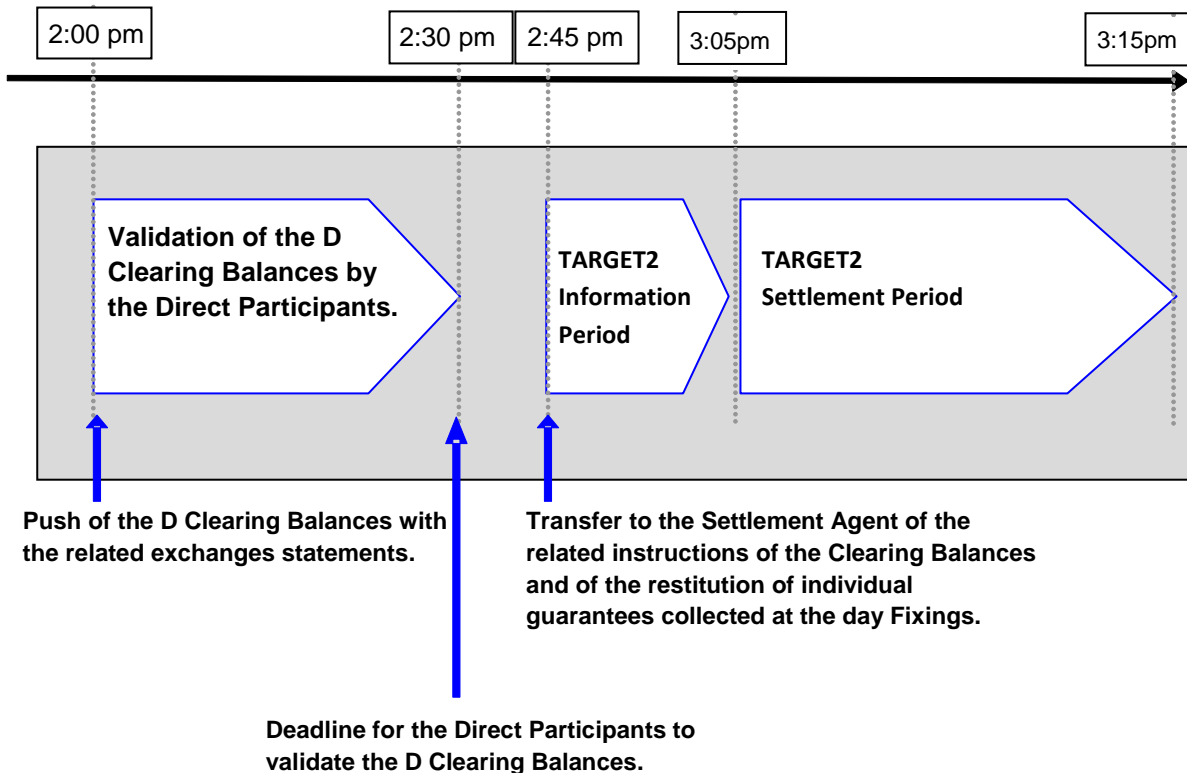 2:00 pm
2:30 pm
2:45 pm
3:05pm
3:15pm
Validation of the D
Clearing Balances by
the Direct Participants.
TARGET2
Information
Period
TARGET2
Settlement Period
Push of the D Clearing Balances with
the related exchanges statements.
Transfer to the Settlement Agent of the
related instructions of the Clearing Balances
and of the restitution of individual
guarantees collected at the day Fixings.
Deadline for the Direct Participants to
validate the D Clearing Balances.